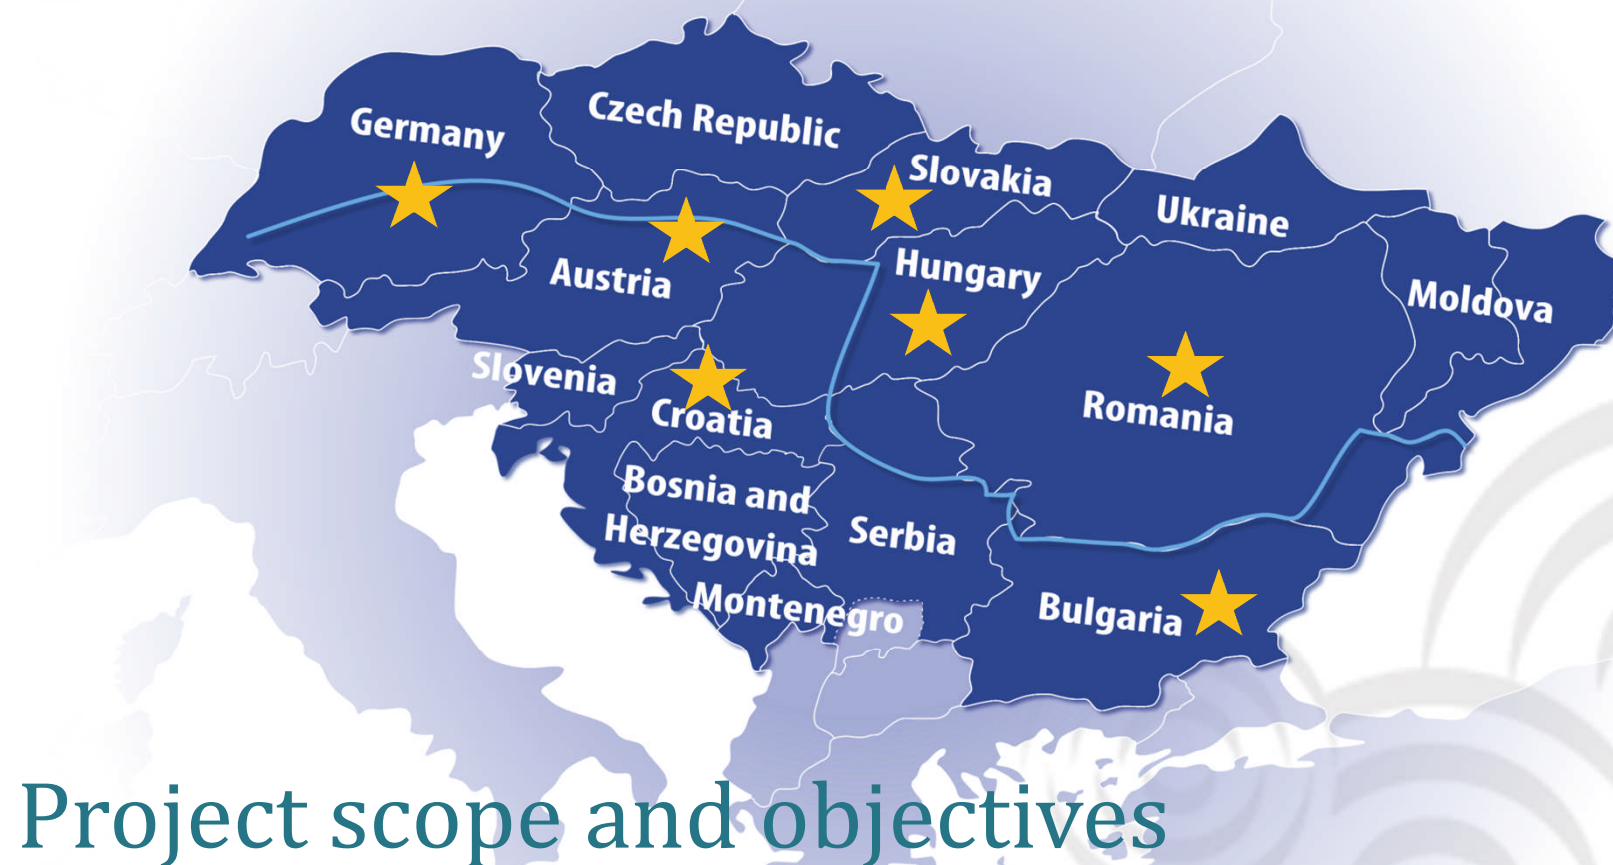 Germany
Czech Republic
Slovakia
Ukraine
Austria
Hungary
Moldova
Slovenia
Croatia
Romania
Bosnia and
Herzegovina
Serbia
Montenegro
Bulgaria
Project scope and objectives